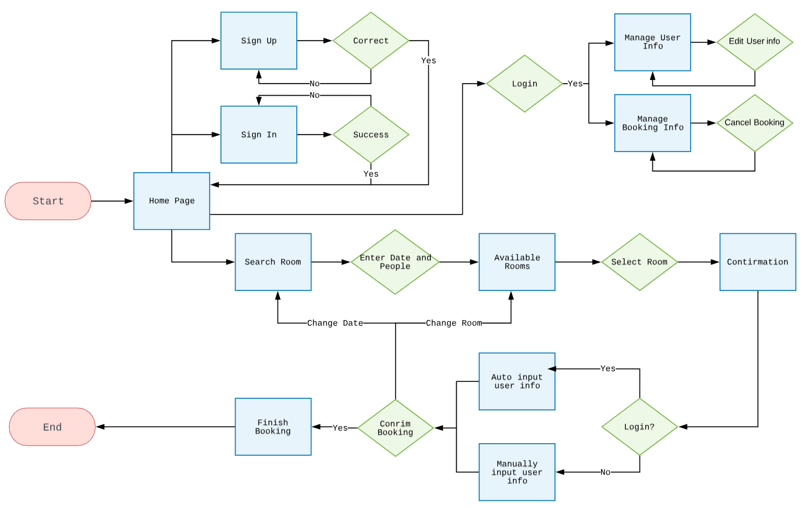 Sign Up
Correct
Yes
No
Manage User
Info
Edit User info
Login
Yes
No
Sign In
Success
Yes
Manage
Booking Info
Cancel Booking
Start
Home Page
Search Room
Enter Date and
People
Available
Rooms
Select Room
Contirmation
Change Date
Change Room
Auto input
user info
Yes
End
Finish
Booking
Yes
Conrim
Booking
Login?
Manually
input user
info
No